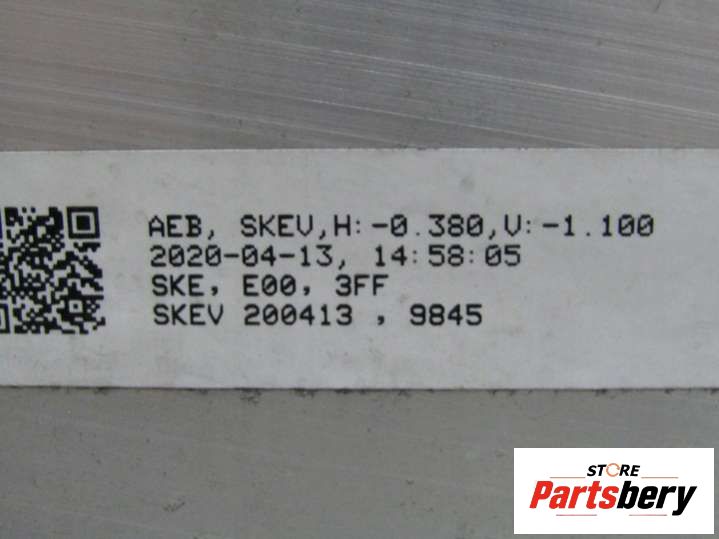 AEB, SKEV,H:-0.380,V:-1.100
2020-04-13, 14:58:05
SKE, E00, 3FF
SKEV 200413 , 9845
STORE
Partsbery